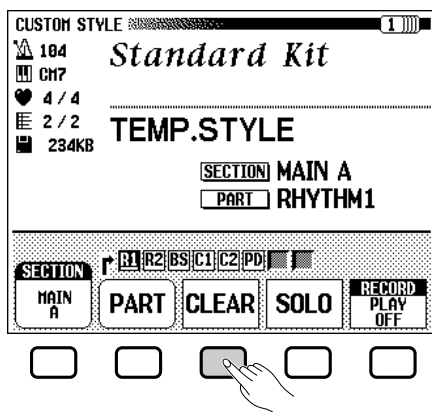 CUSTOM STYLE 1
104
CM7
4/4
2/2
234KB
Standard Kit
TEMP.STYLE
SECTION MAIN A
PART RHYTHM1
R1 R2 BS C1 C2 PD
SECTION
MAIN
A
PART
CLEAR
SOLO
RECORD
PLAY
OFF